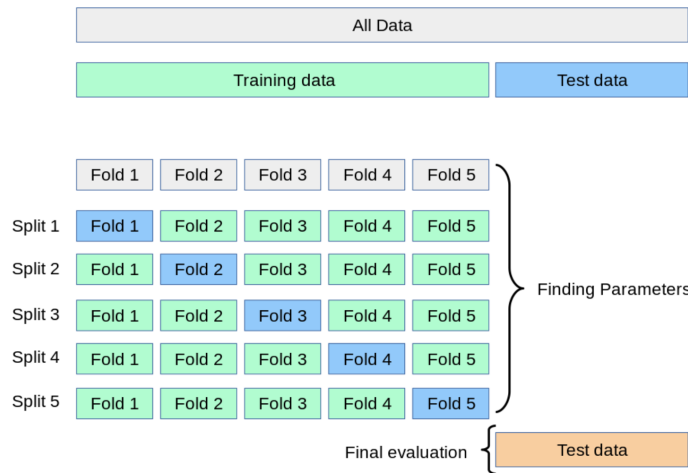 All Data
Training data Test data
Fold 1 Fold 2 Fold 3 Fold 4 Fold 5
Split 1 Fold 1 Fold 2 Fold 3 Fold 4 Fold 5
Split 2 Fold 1 Fold 2 Fold 3 Fold 4 Fold 5
Finding Parameters
Split 3 Fold 1 Fold 2 Fold 3 Fold 4 Fold 5
Split 4 Fold 1 Fold 2 Fold 3 Fold 4 Fold 5
Split 5 Fold 1 Fold 2 Fold 3 Fold 4 Fold 5
Final evaluation Test data